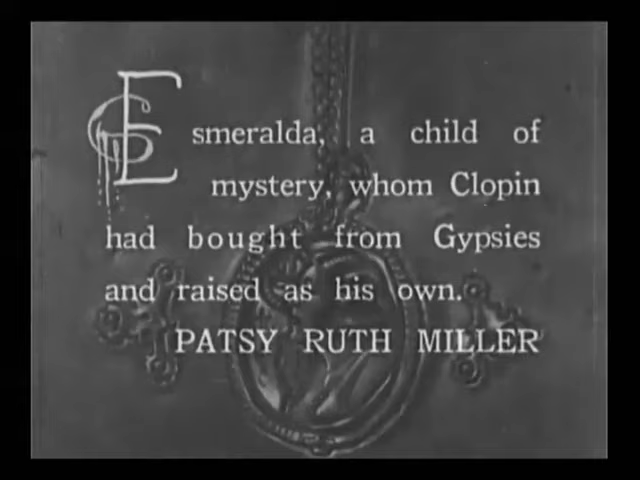 Esmeralda, a child of
mystery, whom Clopin
had bought from Gypsies
and raised as his own.
PATSY RUTH MILLER